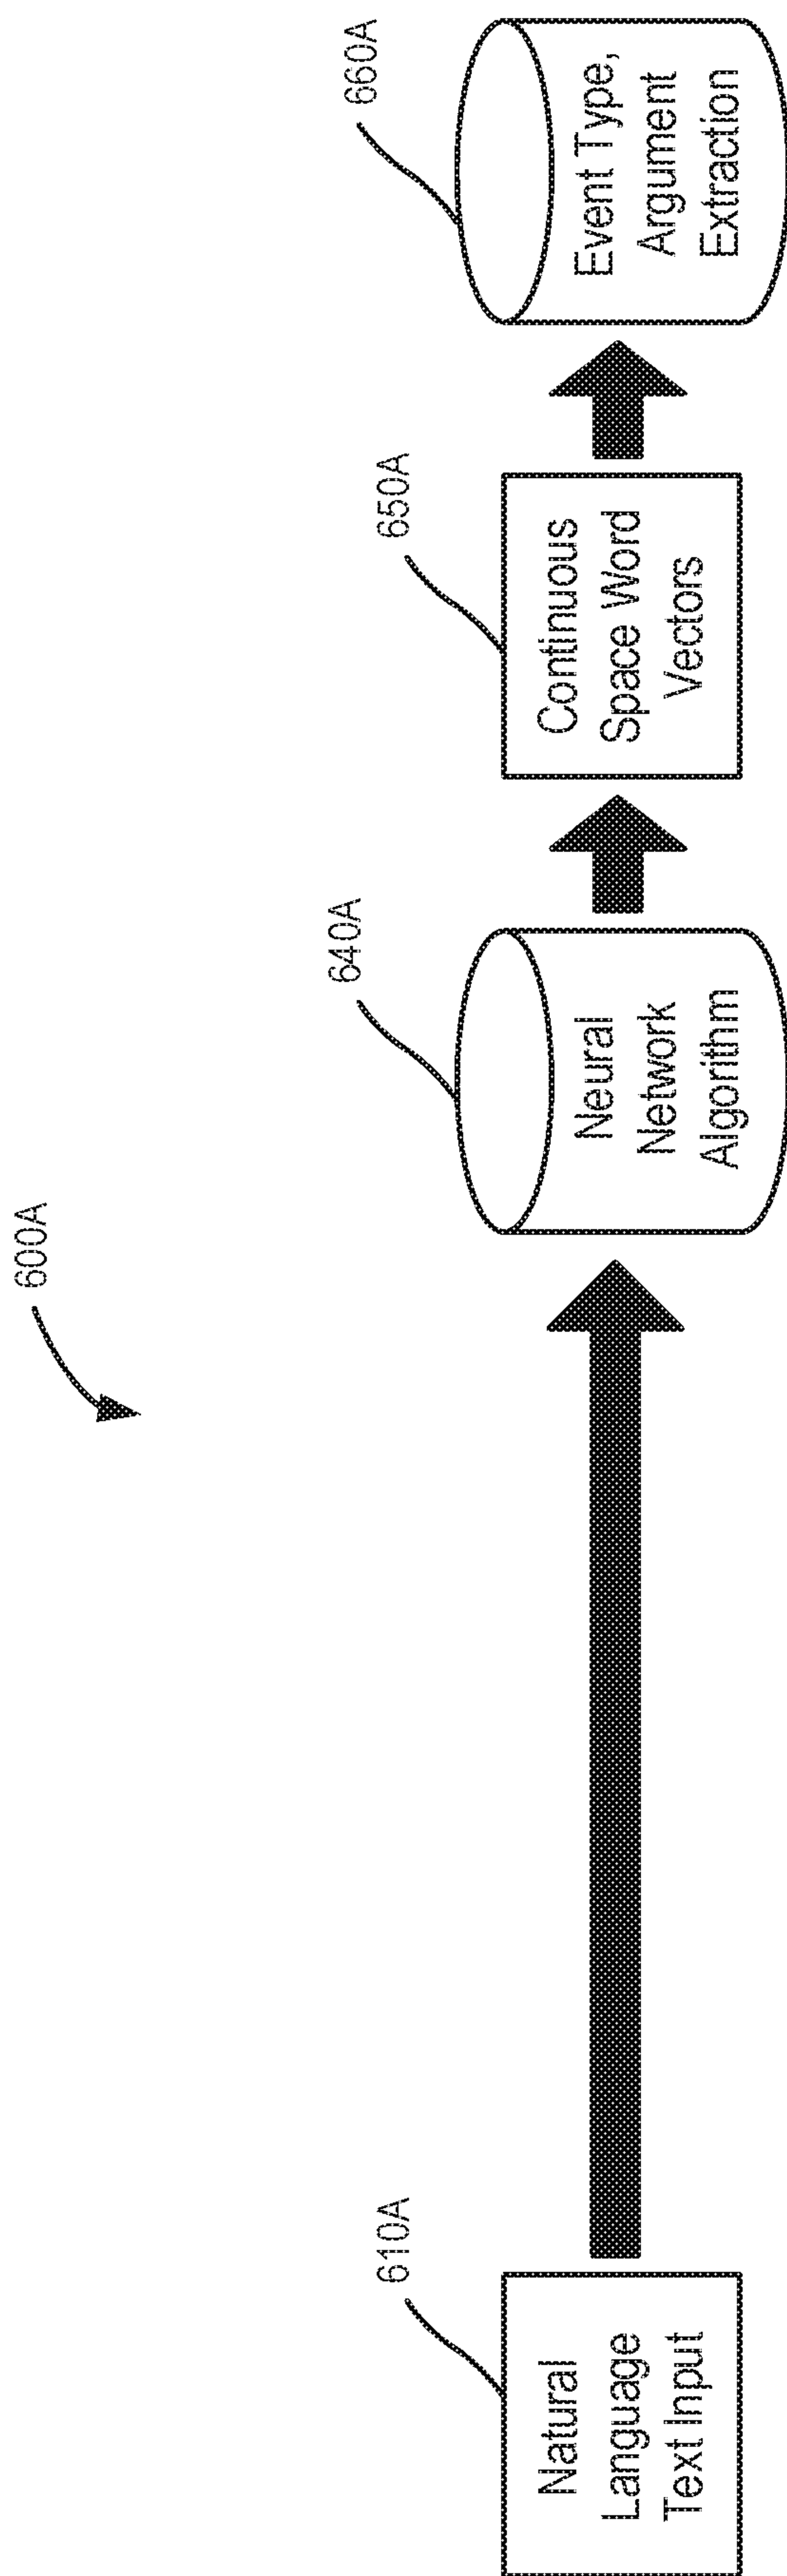 600A
610A
Natural
Language
Text Input
640A
Neural
Network
Algorithm
650A
Continuous
Space Word
Vectors
660A
Event Type,
Argument
Extraction